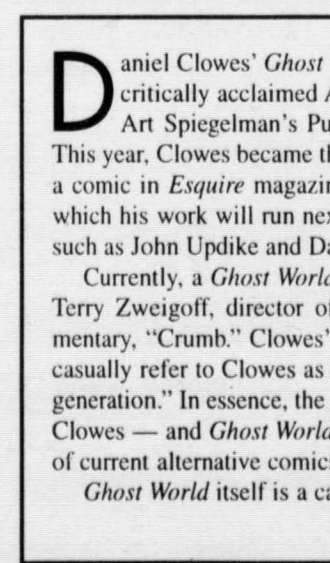 Daniel Clowes' Ghost
critically acclaimed A
Art Spiegelman's Pu
This year, Clowes became th
a comic in Esquire magazin
which his work will run nex
such as John Updike and Da
Currently, a Ghost World
Terry Zweigoff, director o
mentary, “Crumb.” Clowes'
casually refer to Clowes as
generation.” In essence, the
Clowes — and Ghost World
of current alternative comics
Ghost World itself is a ca